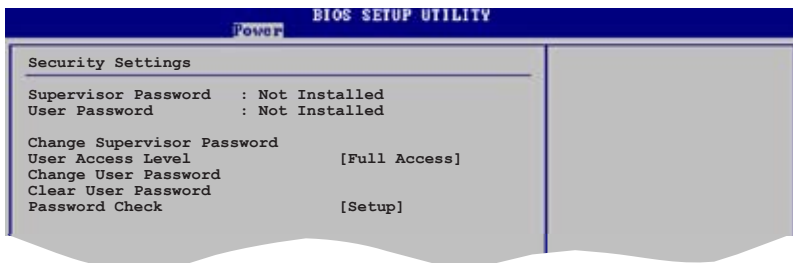 BIOS SETUP UTILITY
Power
Security Settings
Supervisor Password : Not Installed
User Password : Not Installed
Change Supervisor Password
User Access Level [Full Access]
Change User Password
Clear User Password
Password Check [Setup]